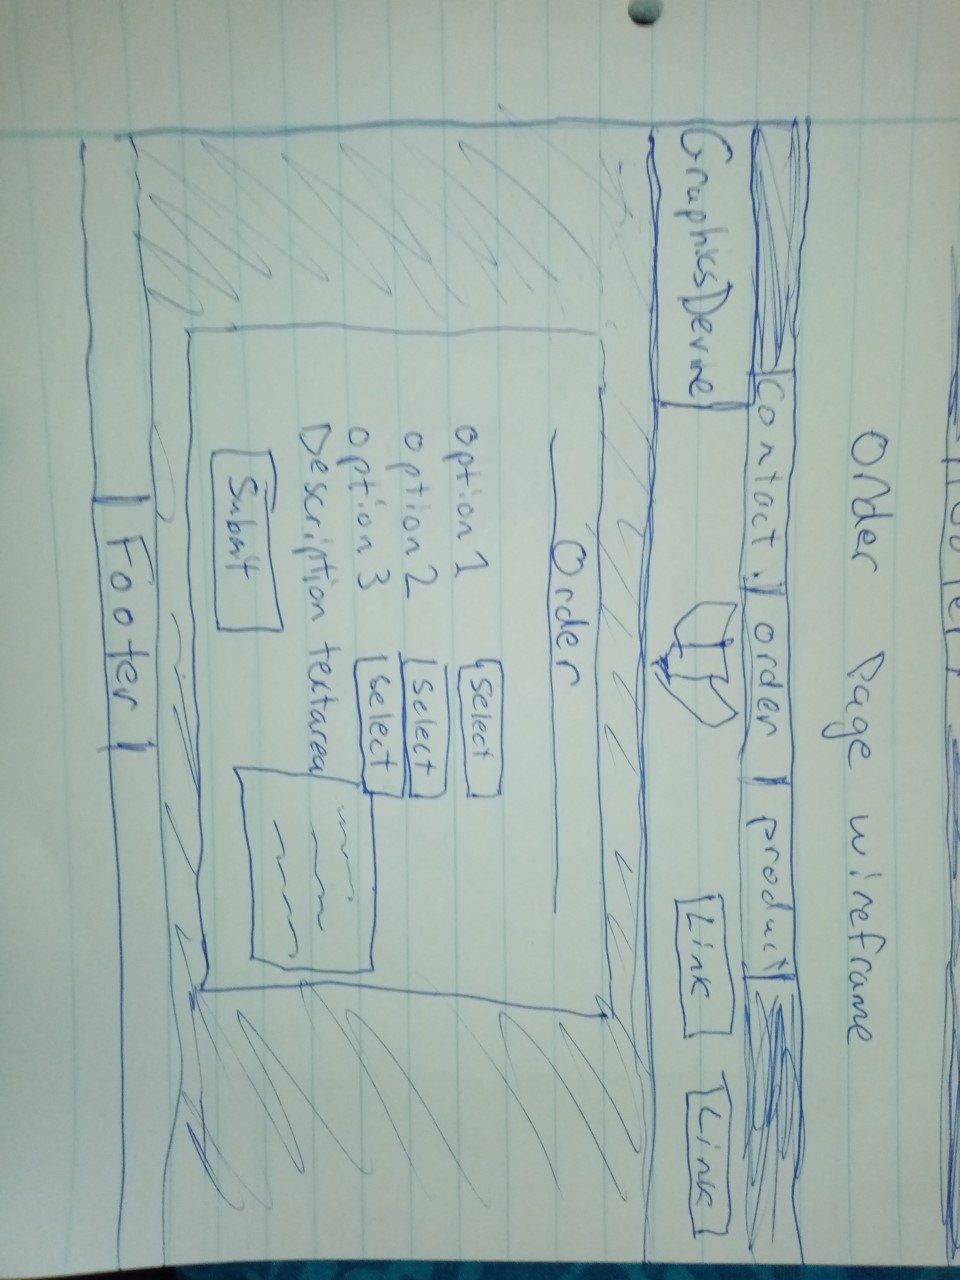 Order Page wireframe
Contact order product
GraphicsDevine Link Link
Order
option 1 select
option 2 select
option 3 select
Description textarea
Submit
Footer